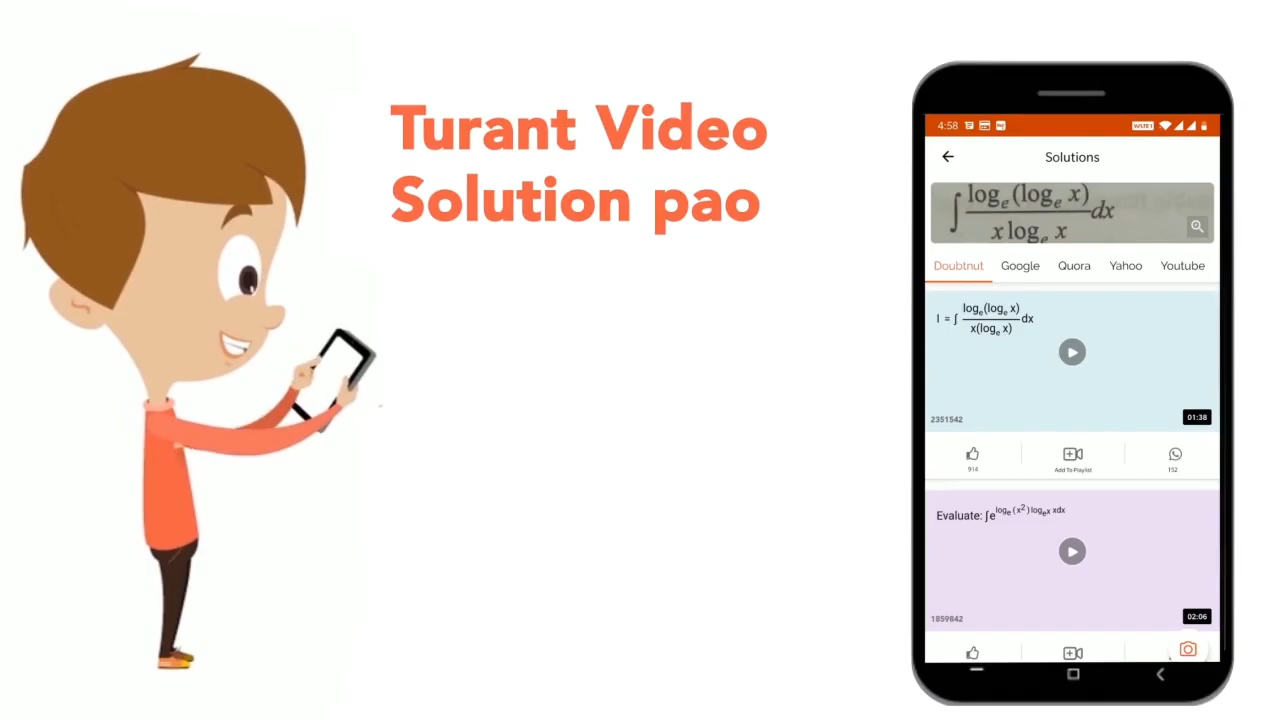 Turant Video
Solution pao
4:58
VoLTE1
Solutions
∫ logₑ(logₑ x) / x logₑ x dx
Doubtnut Google Quora Yahoo Youtube
I = ∫ logₑ(logₑ x) / x(logₑ x) dx
2351542 01:38
914 Add To Playlist 152
Evaluate: ∫e^logₑ(x²)logₑx xdx
1859842 02:06